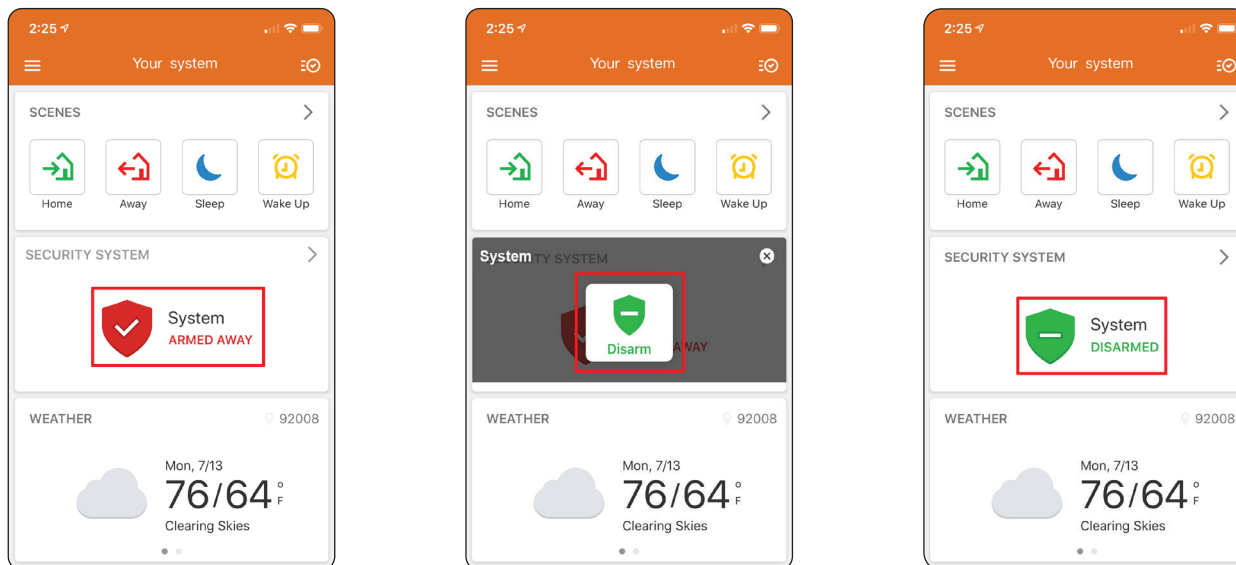 2:25
Your system
SCENES
Home Away Sleep Wake Up
SECURITY SYSTEM
System
ARMED AWAY
WEATHER 92008
Mon, 7/13
76/64 °F
Clearing Skies
2:25
Your system
SCENES
Home Away Sleep Wake Up
System TY SYSTEM
Disarm AWAY
WEATHER 92008
Mon, 7/13
76/64 °F
Clearing Skies
2:25
Your system
SCENES
Home Away Sleep Wake Up
SECURITY SYSTEM
System
DISARMED
WEATHER 92008
Mon, 7/13
76/64 °F
Clearing Skies